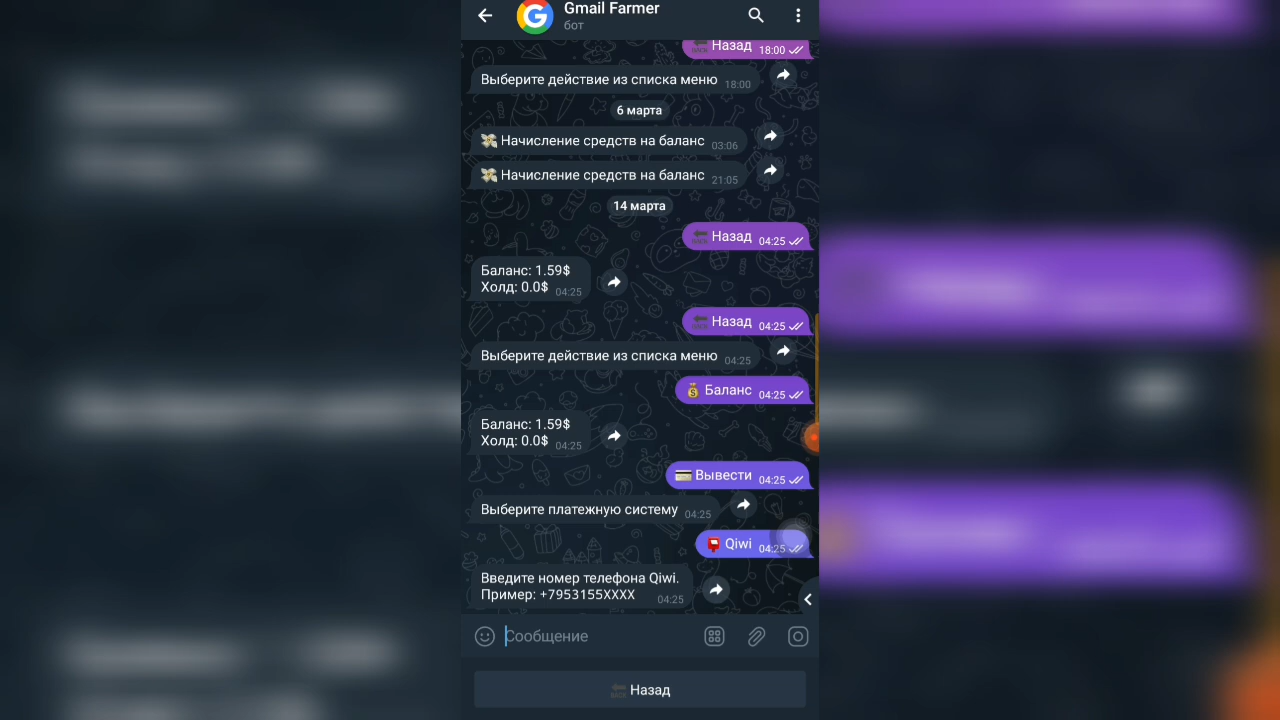 Gmail Farmer
бот
Назад 18:00
Выберите действие из списка меню 18:00
6 марта
Начисление средств на баланс 03:06
Начисление средств на баланс 21:05
14 марта
Назад 04:25
Баланс: 1.59$
Холд: 0.0$ 04:25
Назад 04:25
Выберите действие из списка меню 04:25
Баланс 04:25
Баланс: 1.59$
Холд: 0.0$ 04:25
Вывести 04:25
Выберите платежную систему 04:25
Qiwi 04:25
Введите номер телефона Qiwi.
Пример: +7953155XXXX 04:25
Сообщение
Назад